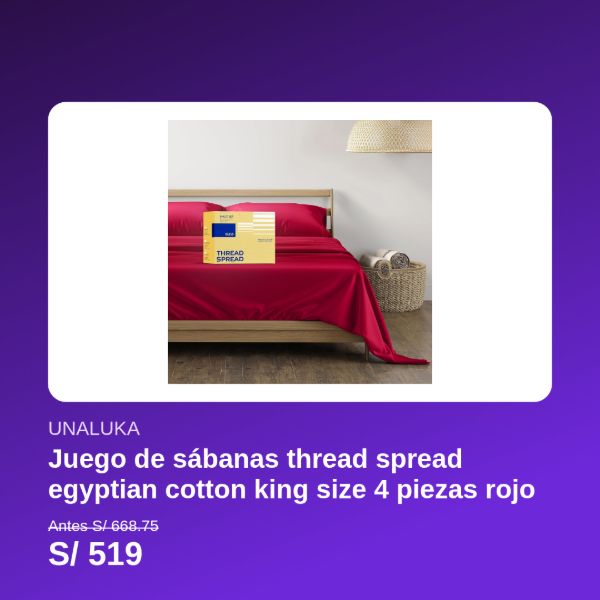 THREAD
SPREAD
UNALUKA
Juego de sábanas thread spread
egyptian cotton king size 4 piezas rojo
Antes S/ 668.75
S/ 519